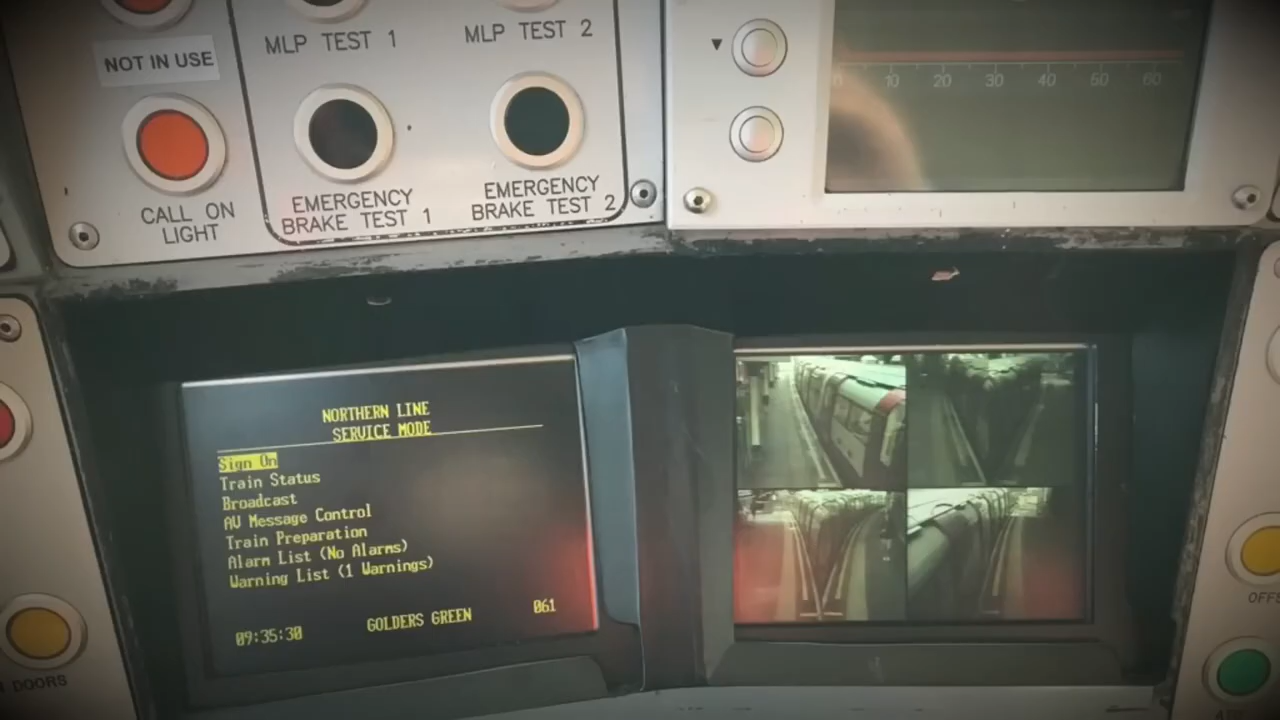 MLP TEST 1
MLP TEST 2
NOT IN USE
CALL ON
LIGHT
EMERGENCY
BRAKE TEST 1
EMERGENCY
BRAKE TEST 2
0 10 20 30 40 50 60
NORTHERN LINE
SERVICE MODE
Sign On
Train Status
Broadcast
AV Message Control
Train Preparation
Alarm List (No Alarms)
Warning List (1 Warnings)
09:35:30 GOLDERS GREEN 061
DOORS